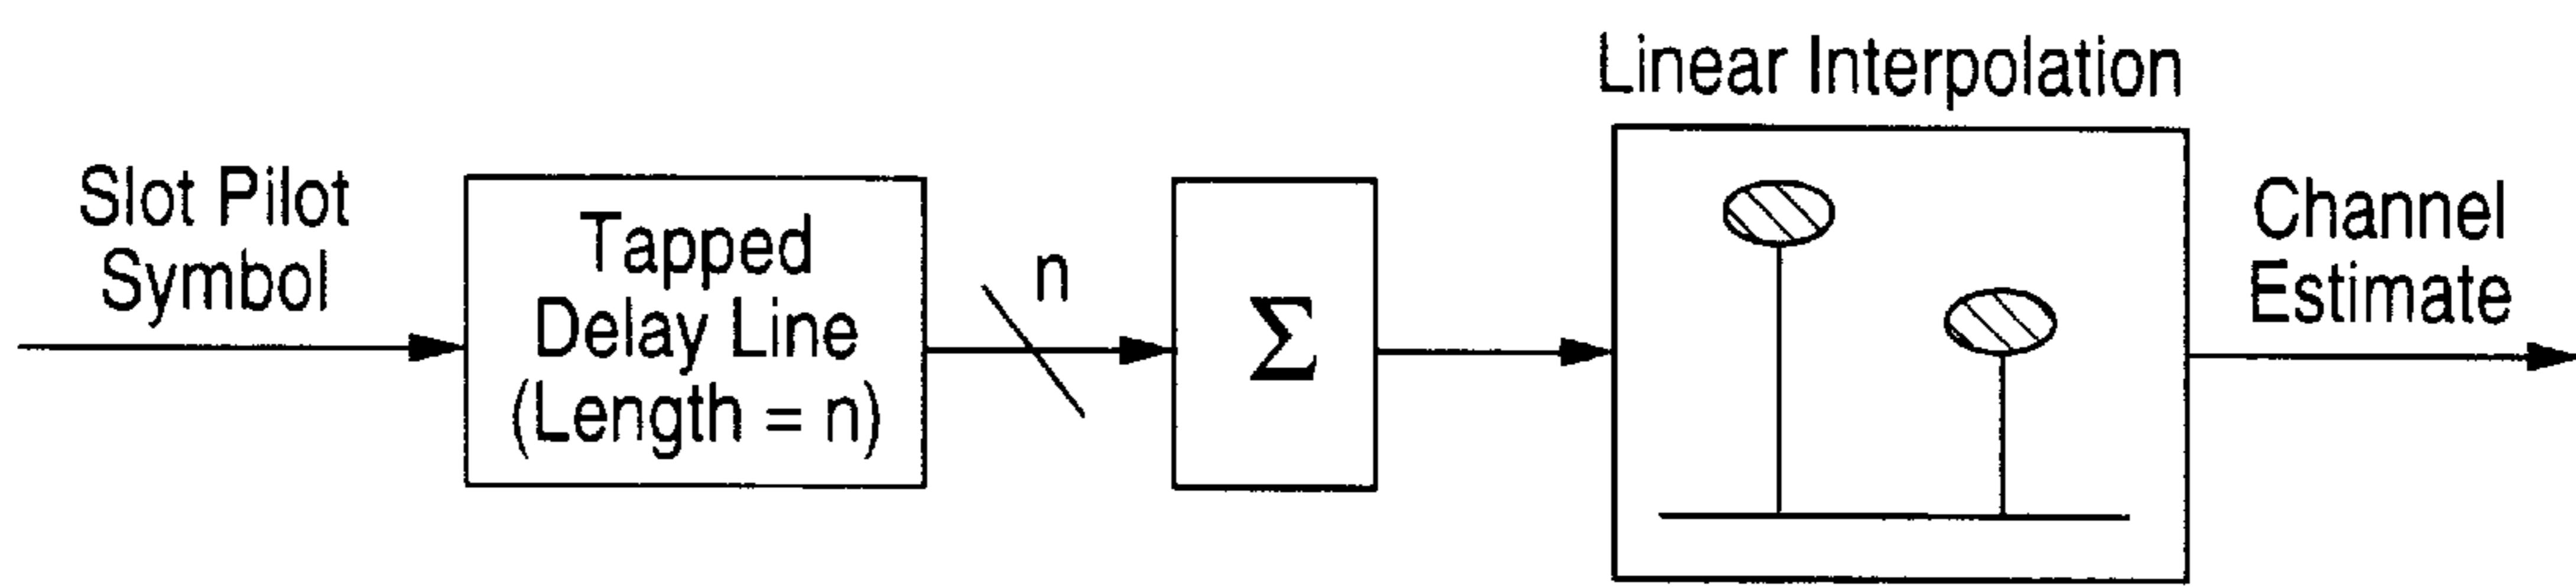 Slot Pilot
Symbol
Tapped
Delay Line
(Length = n)
n
Σ
Linear Interpolation
Channel
Estimate